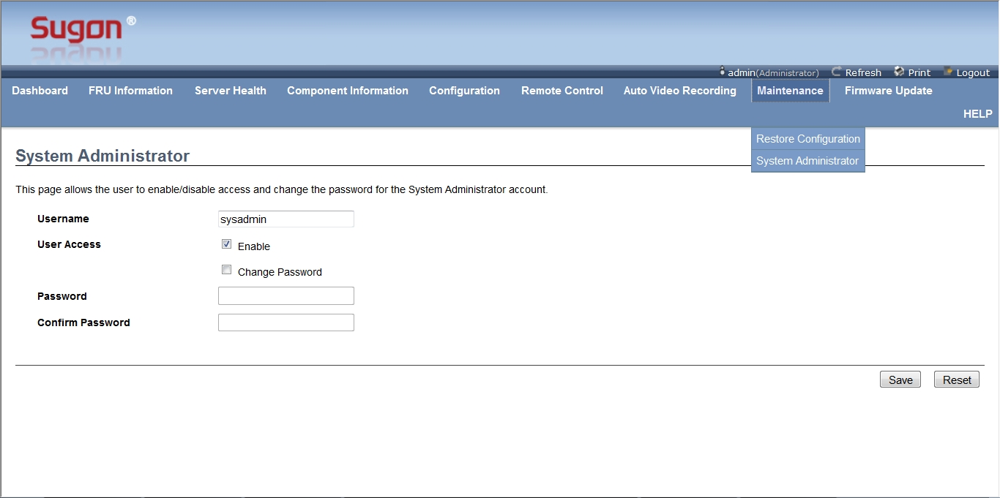 Sugon®
admin(Administrator) Refresh Print Logout
Dashboard FRU Information Server Health Component Information Configuration Remote Control Auto Video Recording Maintenance Firmware Update
HELP
Restore Configuration
System Administrator
System Administrator
This page allows the user to enable/disable access and change the password for the System Administrator account.
Username sysadmin
User Access Enable
Change Password
Password
Confirm Password
Save Reset